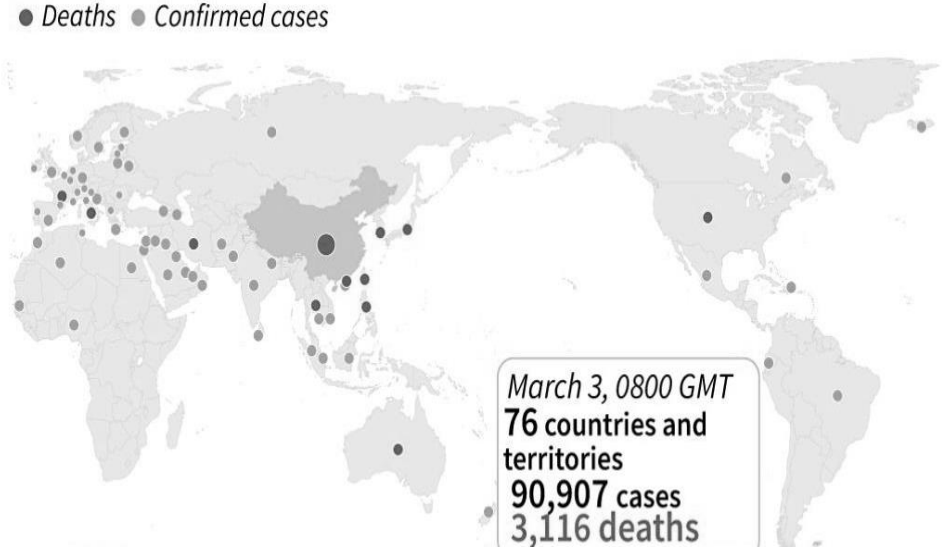 Deaths Confirmed cases
March 3, 0800 GMT
76 countries and
territories
90,907 cases
3,116 deaths